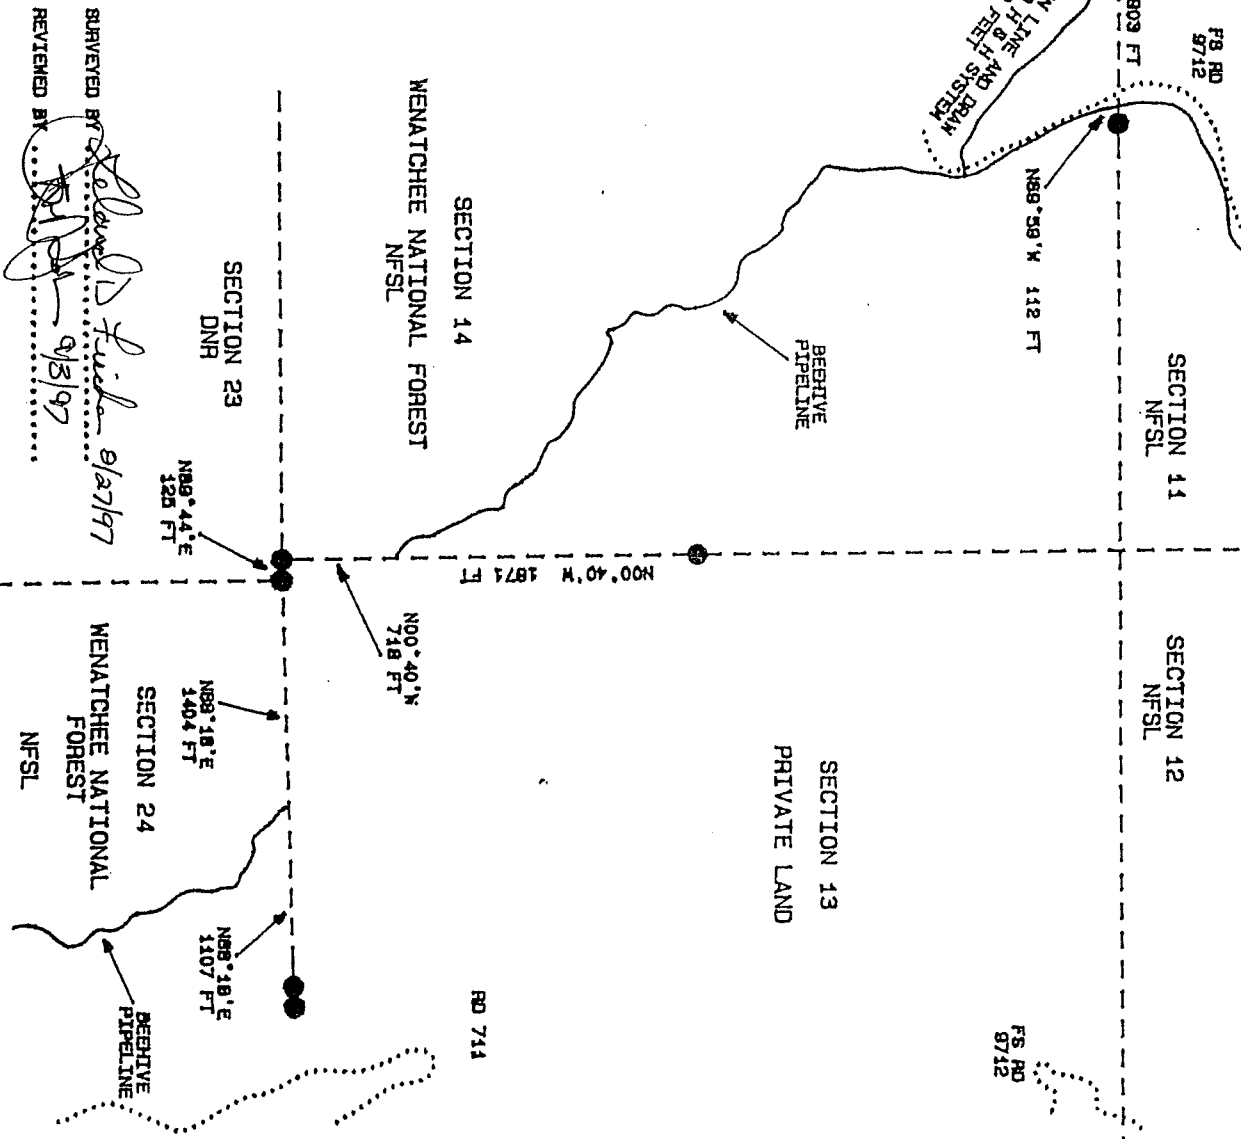 FS RD
9712
803 FT
N LINE AND DRAW
H & H SYSTEM
FEET
N89°58'W 112 FT
SECTION 11
NFSL
SECTION 12
NFSL
BEEHIVE
PIPELINE
SECTION 14
WENATCHEE NATIONAL FOREST
NFSL
N00°40'W 1871 FT
N00°40'W
718 FT
SECTION 13
PRIVATE LAND
FS RD
9712
RD 711
SECTION 23
DNR
N89°44'E
125 FT
N88°18'E
1404 FT
N88°18'E
1107 FT
SECTION 24
WENATCHEE NATIONAL
FOREST
NFSL
BEEHIVE
PIPELINE
SURVEYED BY 8/27/97
REVIEWED BY 9/3/97